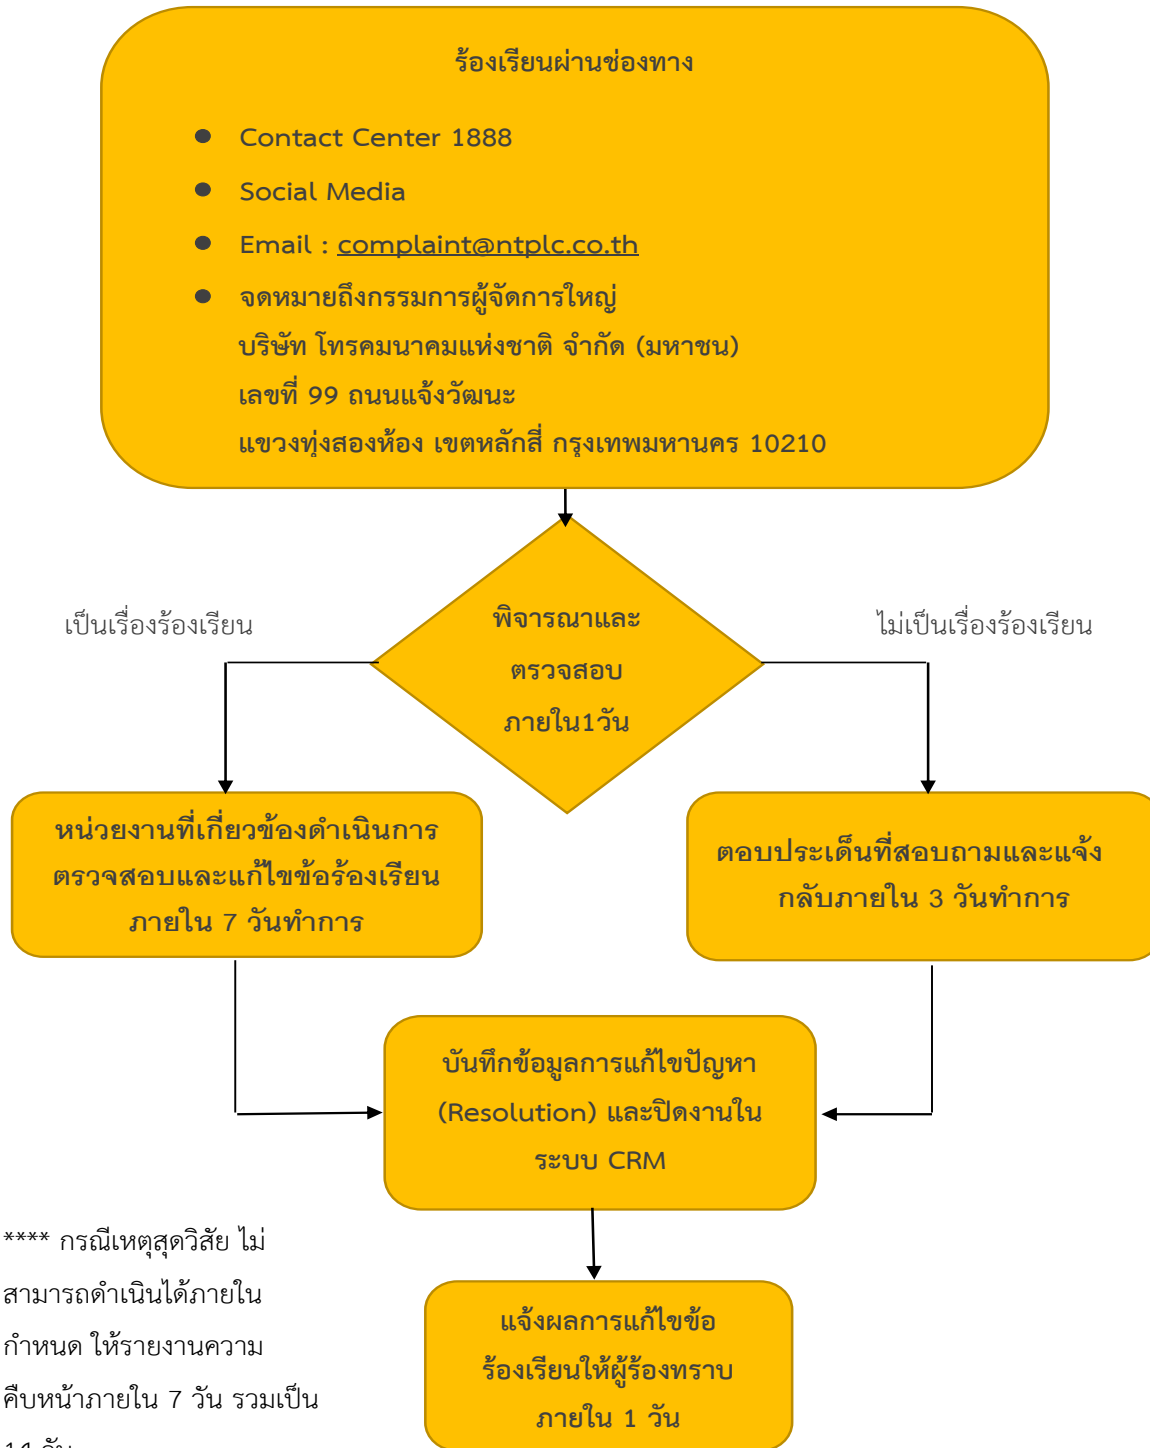 ร้องเรียนผ่านช่องทาง
● Contact Center 1888
● Social Media
● Email : complaint@ntplc.co.th
● จดหมายถึงกรรมการผู้จัดการใหญ่
บริษัท โทรคมนาคมแห่งชาติ จำกัด (มหาชน)
เลขที่ 99 ถนนแจ้งวัฒนะ
แขวงทุ่งสองห้อง เขตหลักสี่ กรุงเทพมหานคร 10210
เป็นเรื่องร้องเรียน
พิจารณาและ
ตรวจสอบ
ภายใน1วัน
ไม่เป็นเรื่องร้องเรียน
หน่วยงานที่เกี่ยวข้องดำเนินการ
ตรวจสอบและแก้ไขข้อร้องเรียน
ภายใน 7 วันทำการ
ตอบประเด็นที่สอบถามและแจ้ง
กลับภายใน 3 วันทำการ
บันทึกข้อมูลการแก้ไขปัญหา
(Resolution) และปิดงานใน
ระบบ CRM
**** กรณีเหตุสุดวิสัย ไม่
สามารถดำเนินได้ภายใน
กำหนด ให้รายงานความ
คืบหน้าภายใน 7 วัน รวมเป็น
14 วัน
แจ้งผลการแก้ไขข้อ
ร้องเรียนให้ผู้ร้องทราบ
ภายใน 1 วัน